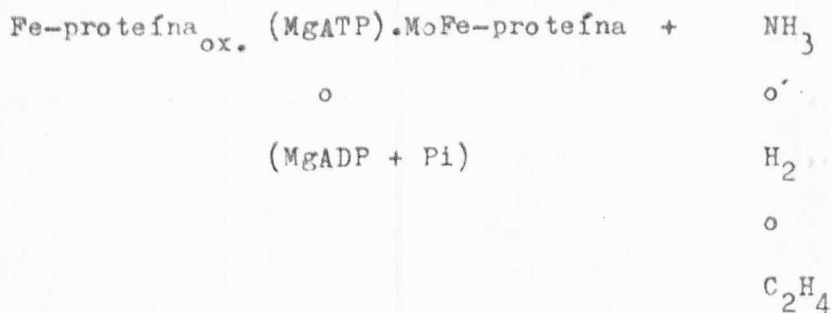 Fe-proteína ox. (MgATP).MoFe-proteína + NH3
o o´
(MgADP + Pi) H2
o
C2H4